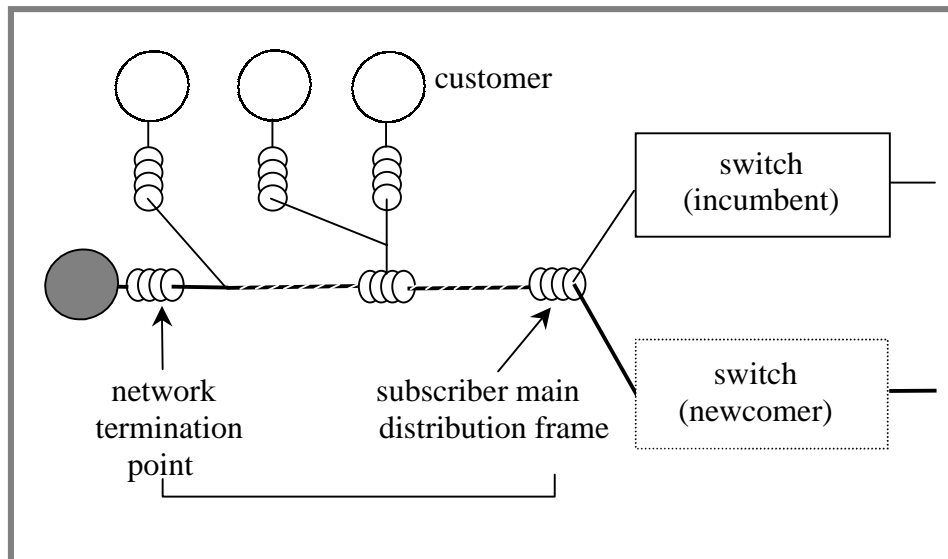 customer
switch
(incumbent)
switch
(newcomer)
network
termination
point
subscriber main
distribution frame